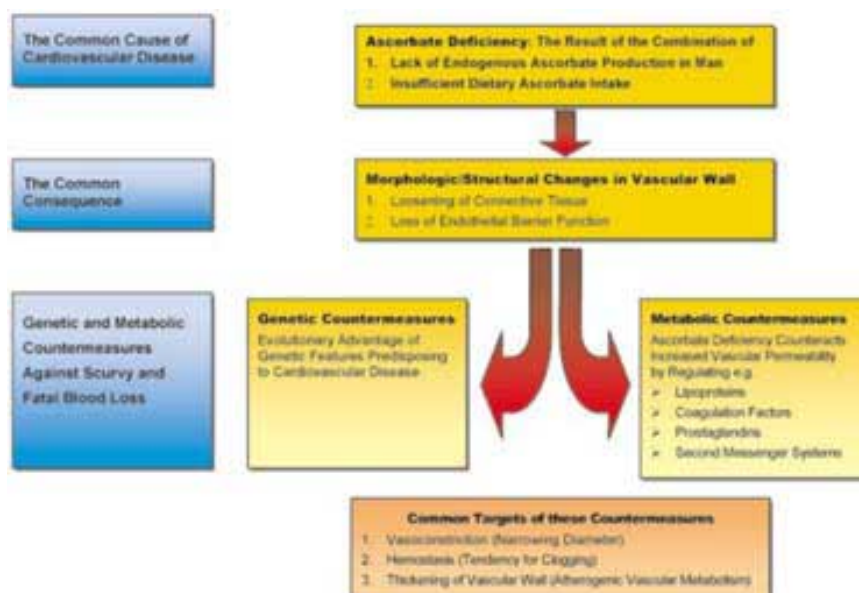 The Common Cause of
Cardiovascular Disease
Ascorbate Deficiency: The Result of the Combination of
1. Lack of Endogenous Ascorbate Production in Man
2. Insufficient Dietary Ascorbate Intake
The Common
Consequence
Morphologic/Structural Changes in Vascular Wall
1. Loosening of Connective Tissue
2. Loss of Endothelial Barrier Function
Genetic and Metabolic
Countermeasures
Against Scurvy and
Fatal Blood Loss
Genetic Countermeasures
Evolutionary Advantage of
Genetic Features Predisposing
to Cardiovascular Disease
Metabolic Countermeasures
Ascorbate Deficiency Counteracts
Increased Vascular Permeability
by Regulating e.g.
➢ Lipoproteins
➢ Coagulation Factors
➢ Prostaglandins
➢ Second Messenger Systems
Common Targets of these Countermeasures
1. Vasoconstriction (Narrowing Diameter)
2. Hemostasis (Tendency for Clogging)
3. Thickening of Vascular Wall (Atherogenic Vascular Metabolism)